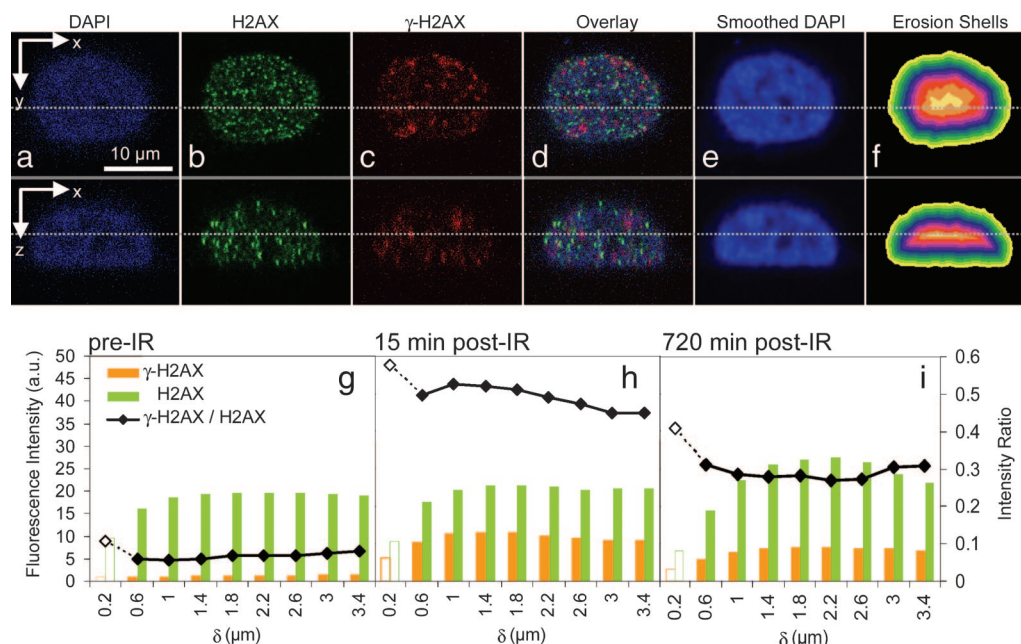 DAPI H2AX γ-H2AX Overlay Smoothed DAPI Erosion Shells
x
y
a 10 μm b c d e f
x
z
pre-IR 15 min post-IR 720 min post-IR
Fluorescence Intensity (a.u.)
50
45
40
35
30
25
20
15
10
5
0
γ-H2AX
H2AX
γ-H2AX / H2AX
g h i
0.6
0.5
0.4
0.3
0.2
0.1
0
Intensity Ratio
0.2 0.6 1 1.4 1.8 2.2 2.6 3 3.4 0.2 0.6 1 1.4 1.8 2.2 2.6 3 3.4 0.2 0.6 1 1.4 1.8 2.2 2.6 3 3.4
δ (μm) δ (μm) δ (μm)